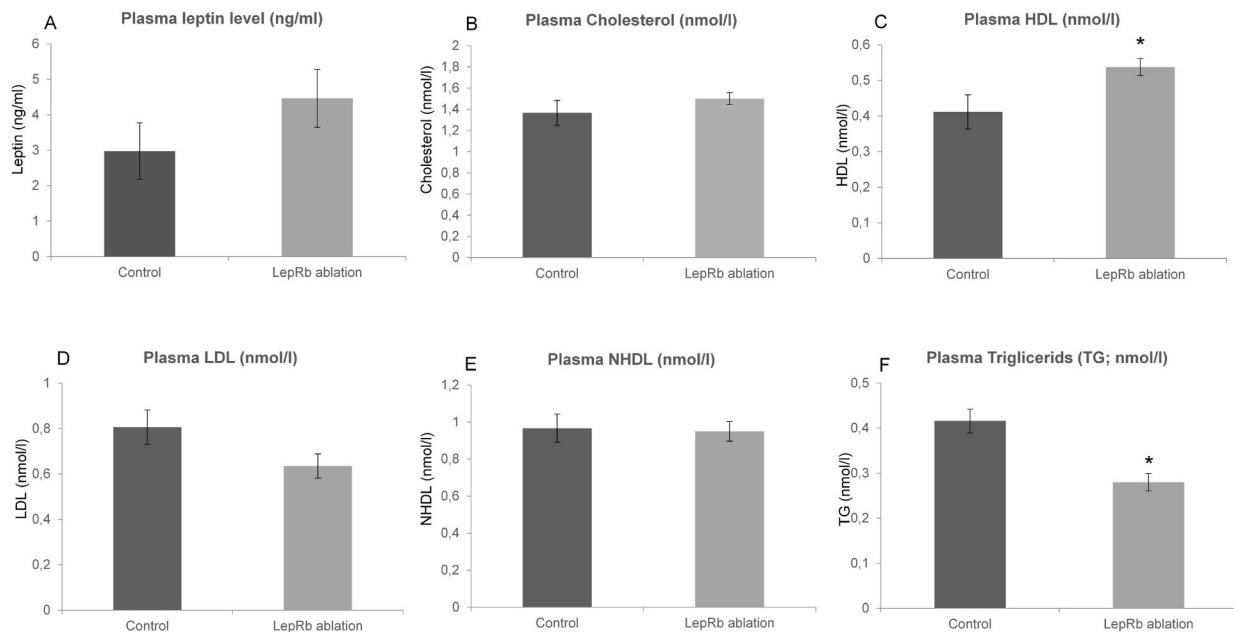 A
Plasma leptin level (ng/ml)
Leptin (ng/ml)
6
5
4
3
2
1
0
Control
LepRb ablation
B
Plasma Cholesterol (nmol/l)
Cholesterol (nmol/l)
2
1,8
1,6
1,4
1,2
1
0,8
0,6
0,4
0,2
0
Control
LepRb ablation
C
Plasma HDL (nmol/l)
HDL (nmol/l)
0,6
0,5
0,4
0,3
0,2
0,1
0
*
Control
LepRb ablation
D
Plasma LDL (nmol/l)
LDL (nmol/l)
1
0,8
0,6
0,4
0,2
0
Control
LepRb ablation
E
Plasma NHDL (nmol/l)
NHDL (nmol/l)
1,2
1
0,8
0,6
0,4
0,2
0
Control
LepRb ablation
F
Plasma Triglicerids (TG; nmol/l)
TG (nmol/l)
0,5
0,4
0,3
0,2
0,1
0
*
Control
LepRb ablation